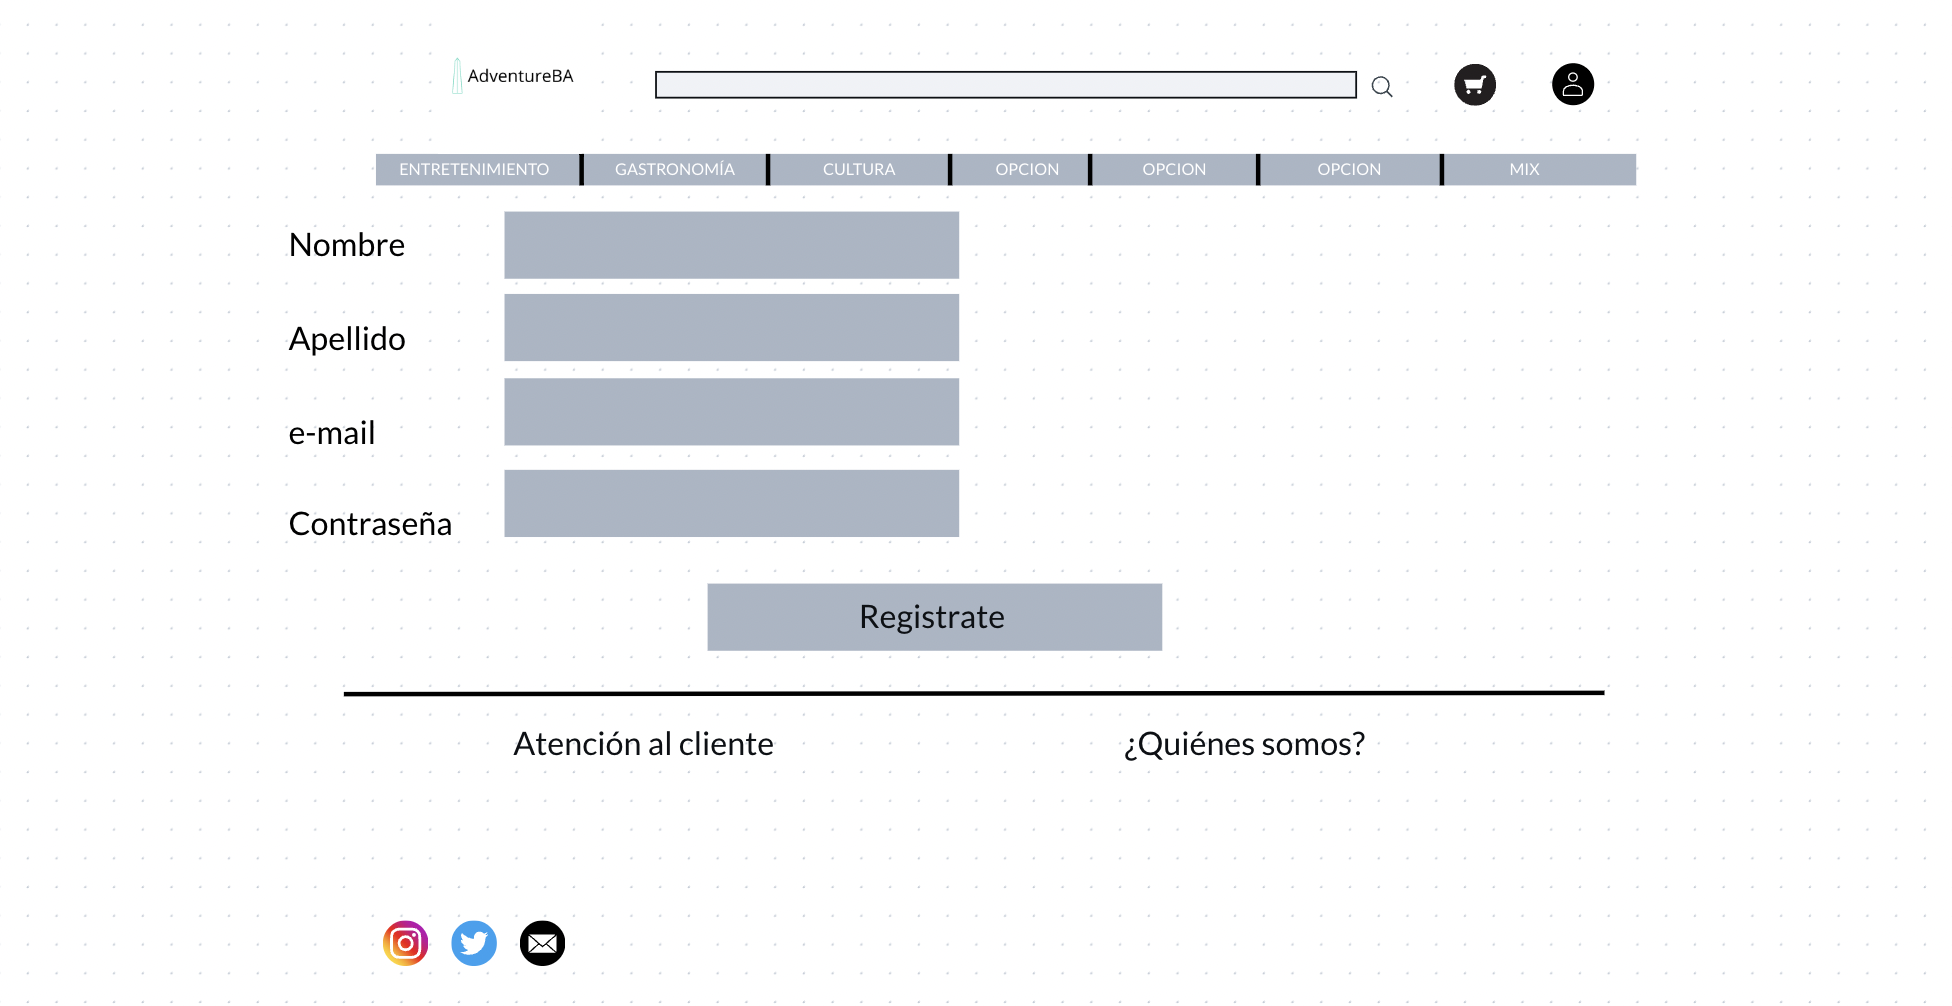 AdventureBA
ENTRETENIMIENTO GASTRONOMÍA CULTURA OPCION OPCION OPCION MIX
Nombre
Apellido
e-mail
Contraseña
Registrate
Atención al cliente ¿Quiénes somos?